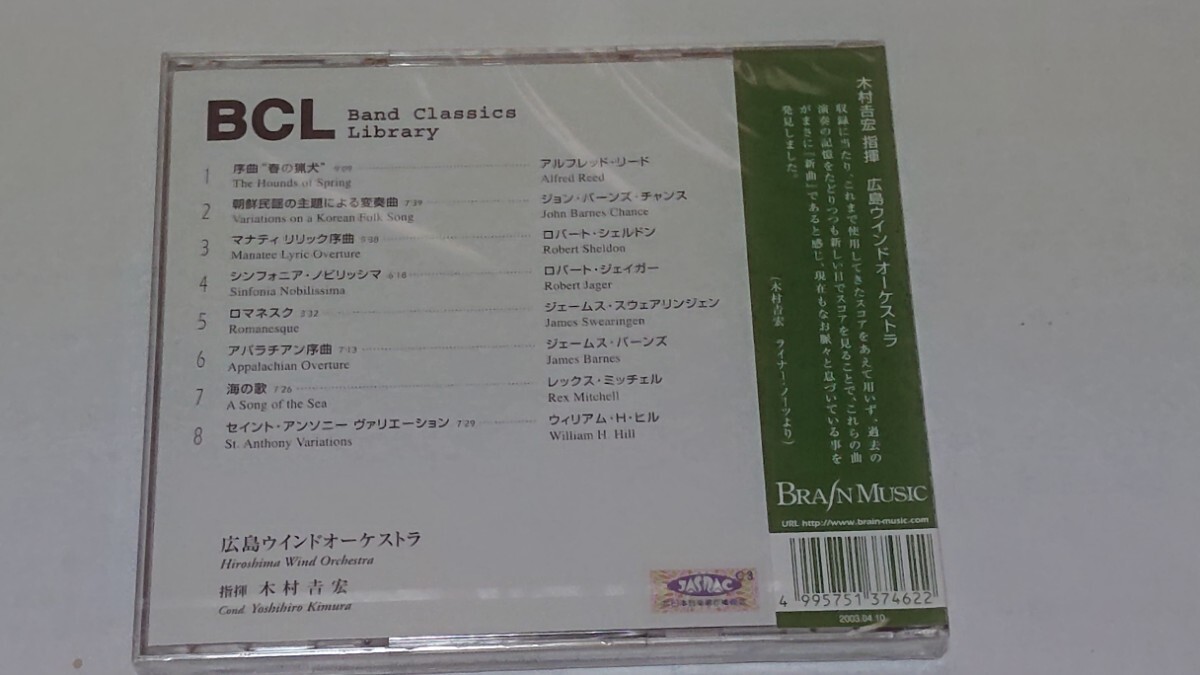 BCL Band Classics
Library
1 序曲"春の猟犬" 9:09 アルフレッド・リード
The Hounds of Spring Alfred Reed
2 朝鮮民謡の主題による変奏曲 7:39 ジョン・バーンズ・チャンス
Variations on a Korean Folk Song John Barnes Chance
3 マナティ リリック序曲 ロバート・シェルドン
Manatee Lyric Overture Robert Sheldon
4 シンフォニア・ノビリッシマ 6:18 ロバート・ジェイガー
Sinfonia Nobilissima Robert Jager
5 ロマネスク 3:32 ジェームス・スウェアリンジェン
Romanesque James Swearingen
6 アパラチアン序曲 7:13 ジェームス・バーンズ
Appalachian Overture James Barnes
7 海の歌 7:26 レックス・ミッチェル
A Song of the Sea Rex Mitchell
8 セイント・アンソニー ヴァリエーション 7:29 ウィリアム・H・ヒル
St. Anthony Variations William H. Hill
広島ウインドオーケストラ
Hiroshima Wind Orchestra
指揮 木村吉宏
Cond. Yoshihiro Kimura
木村吉宏 指揮 広島ウインドオーケストラ
収録に当たり、これまで使用してきたスコアをあえて用いず、過去の
演奏の記憶をたどりつつも新しい目でスコアを見ることで、これらの曲
がまさに『新曲』であると感じ、現在もなお脈々と息づいている事を
発見しました。
(木村吉宏 ライナー・ノーツより)
BRAIN MUSIC
URL http://www.brain-music.com
JASRAC
03
4 995751 374622
2003.04.10